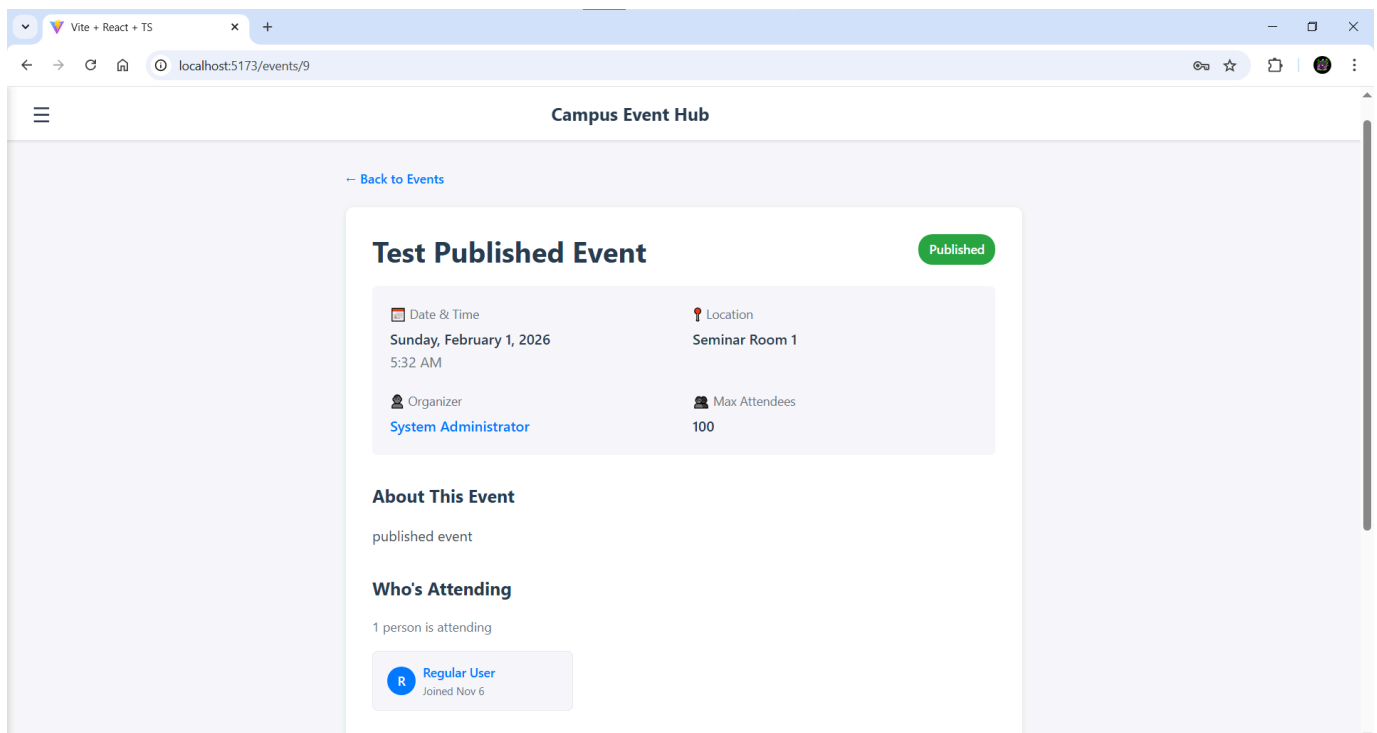 Vite + React + TS
localhost:5173/events/9
Campus Event Hub
← Back to Events
Test Published Event
Published
Date & Time
Sunday, February 1, 2026
5:32 AM
Location
Seminar Room 1
Organizer
System Administrator
Max Attendees
100
About This Event
published event
Who's Attending
1 person is attending
R
Regular User
Joined Nov 6